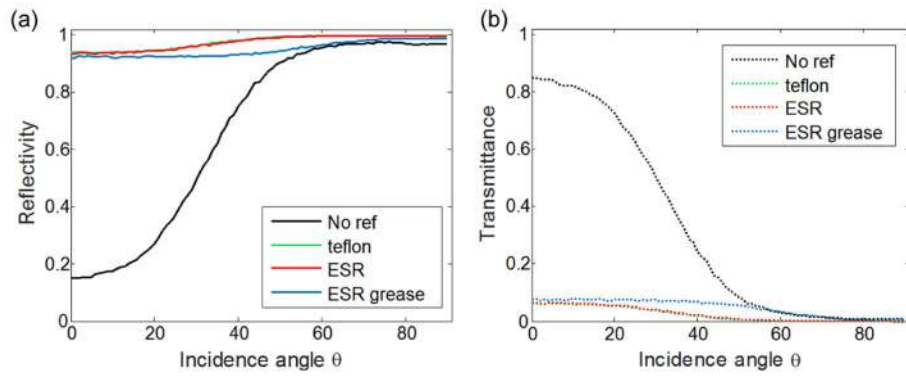 (a)
1
0.8
0.6
0.4
0.2
0
Reflectivity
No ref
teflon
ESR
ESR grease
0 20 40 60 80
Incidence angle θ
(b)
1
0.8
0.6
0.4
0.2
0
Transmittance
No ref
teflon
ESR
ESR grease
0 20 40 60 80
Incidence angle θ